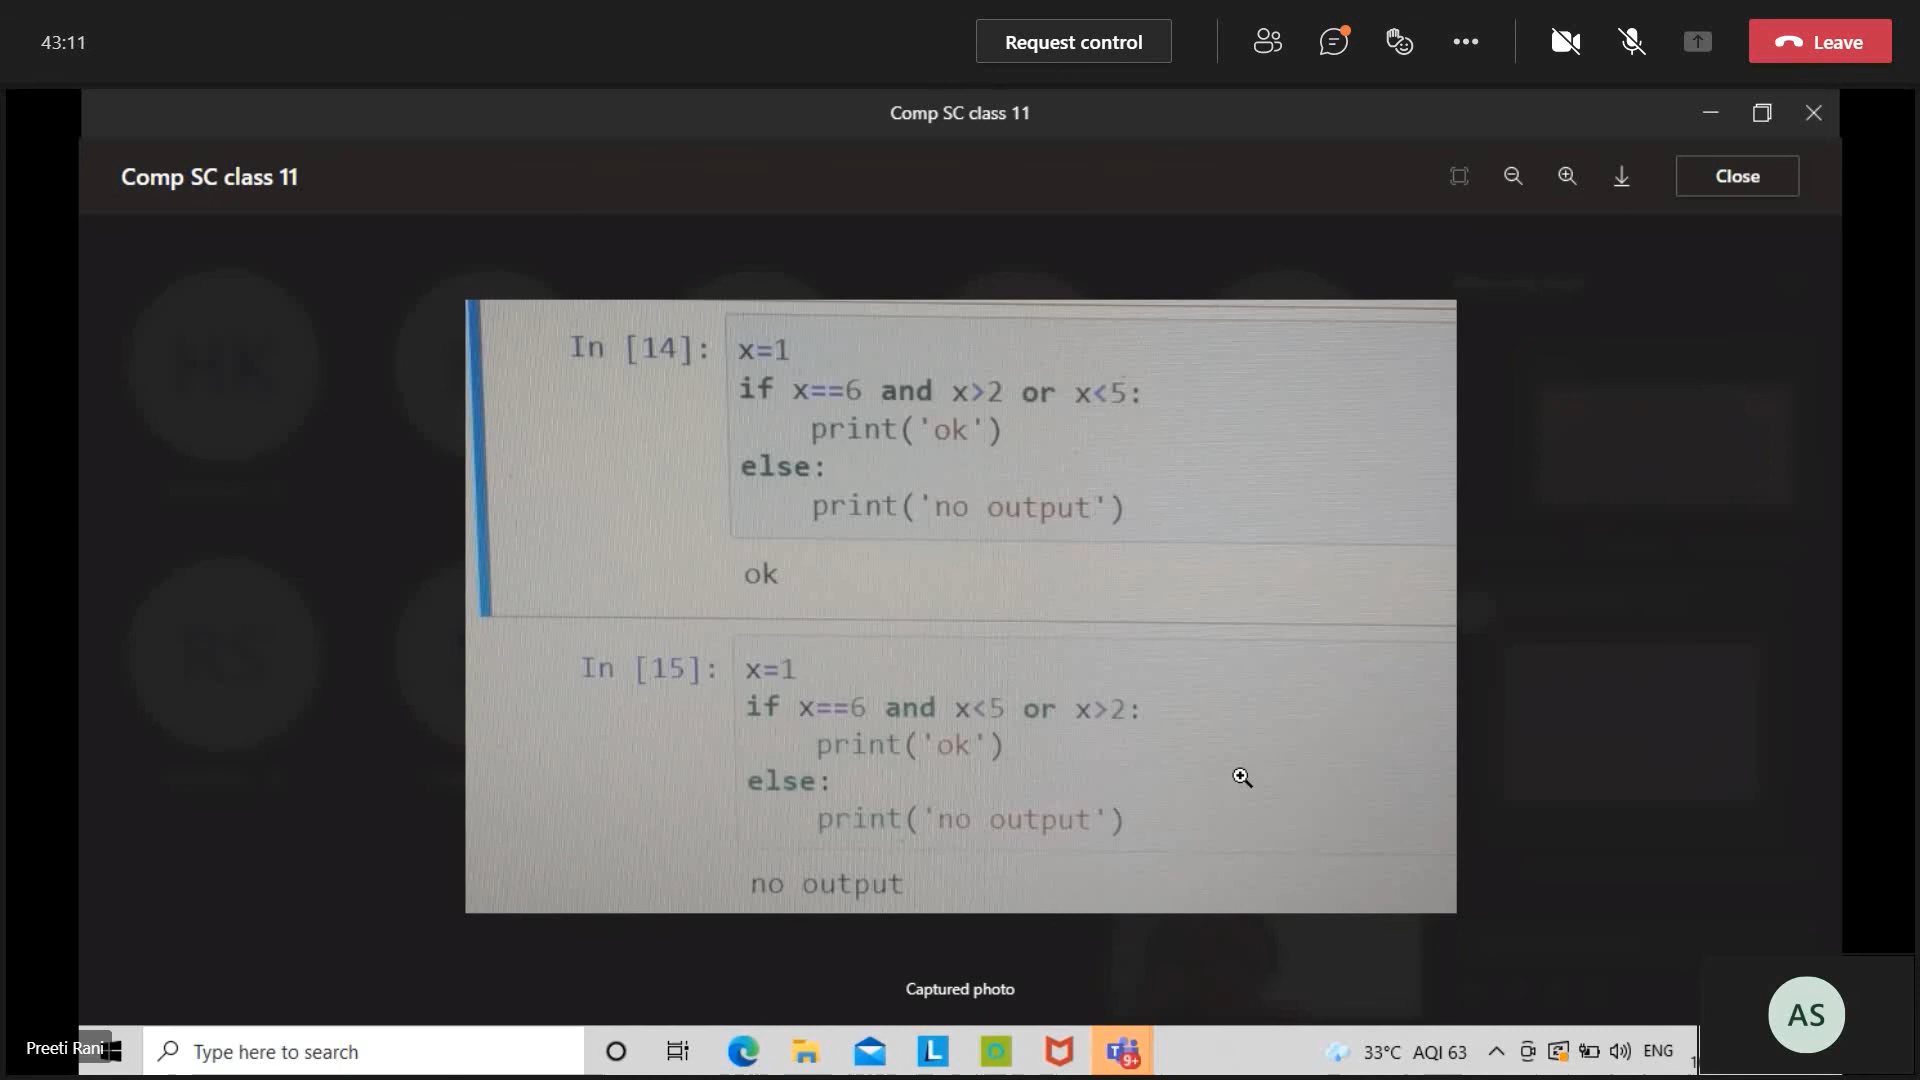 43:11
Request control
Leave
Comp SC class 11
Comp SC class 11
Close
In [14]: x=1
if x==6 and x>2 or x<5:
print('ok')
else:
print('no output')
ok
In [15]: x=1
if x==6 and x<5 or x>2:
print('ok')
else:
print('no output')
no output
Captured photo
AS
Preeti Rani
Type here to search
L
T
9+
33°C AQI 63
ENG